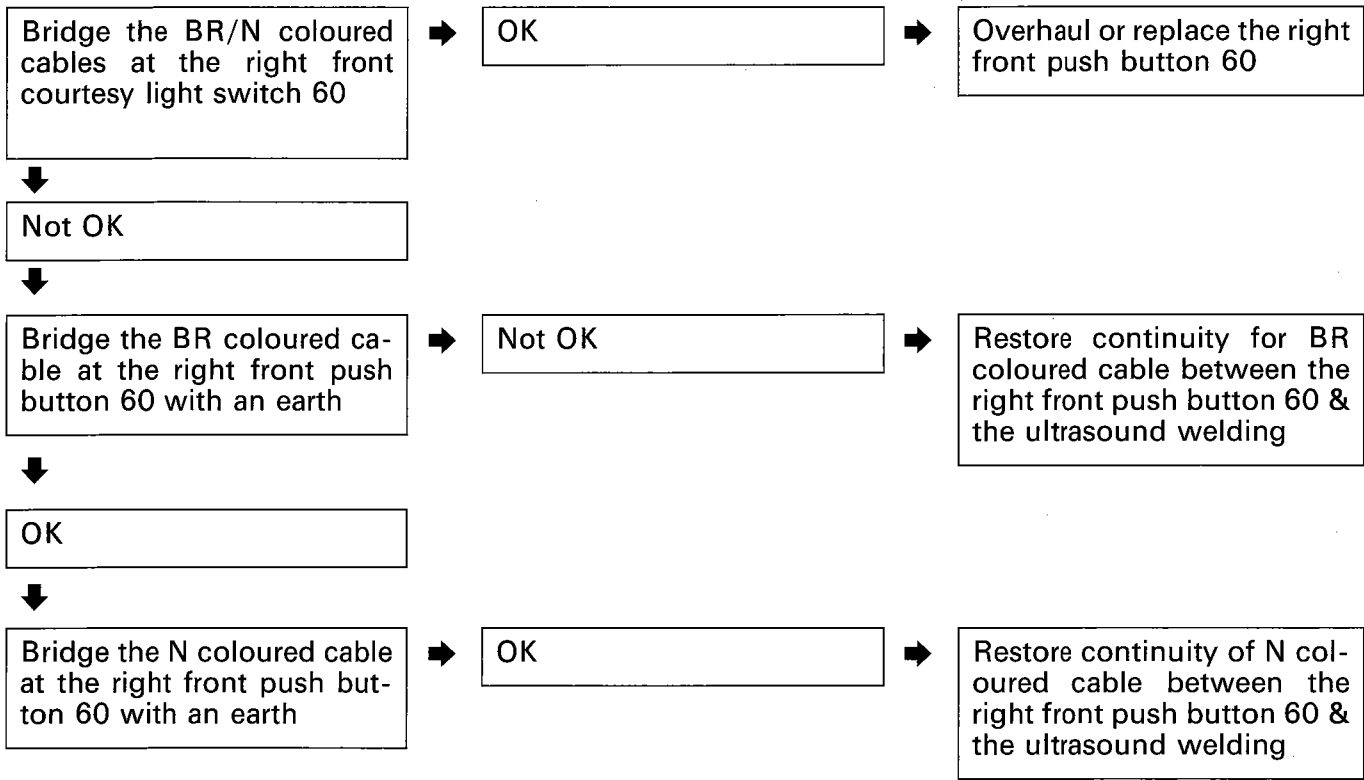 Bridge the BR/N coloured
cables at the right front
courtesy light switch 60
OK
Overhaul or replace the right
front push button 60
Not OK
Bridge the BR coloured ca-
ble at the right front push
button 60 with an earth
Not OK
Restore continuity for BR
coloured cable between the
right front push button 60 &
the ultrasound welding
OK
Bridge the N coloured cable
at the right front push but-
ton 60 with an earth
OK
Restore continuity of N col-
oured cable between the
right front push button 60 &
the ultrasound welding